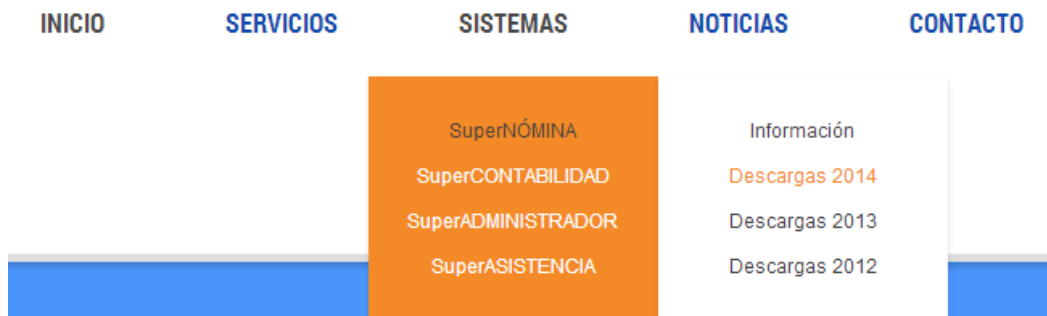 INICIO SERVICIOS SISTEMAS NOTICIAS CONTACTO
SuperNÓMINA
SuperCONTABILIDAD
SuperADMINISTRADOR
SuperASISTENCIA
Información
Descargas 2014
Descargas 2013
Descargas 2012